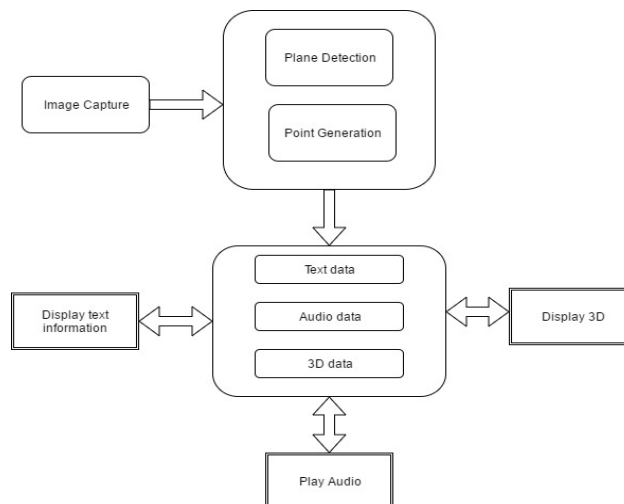 Plane Detection
Image Capture
Point Generation
Text data
Display text
information
Audio data
Display 3D
3D data
Play Audio